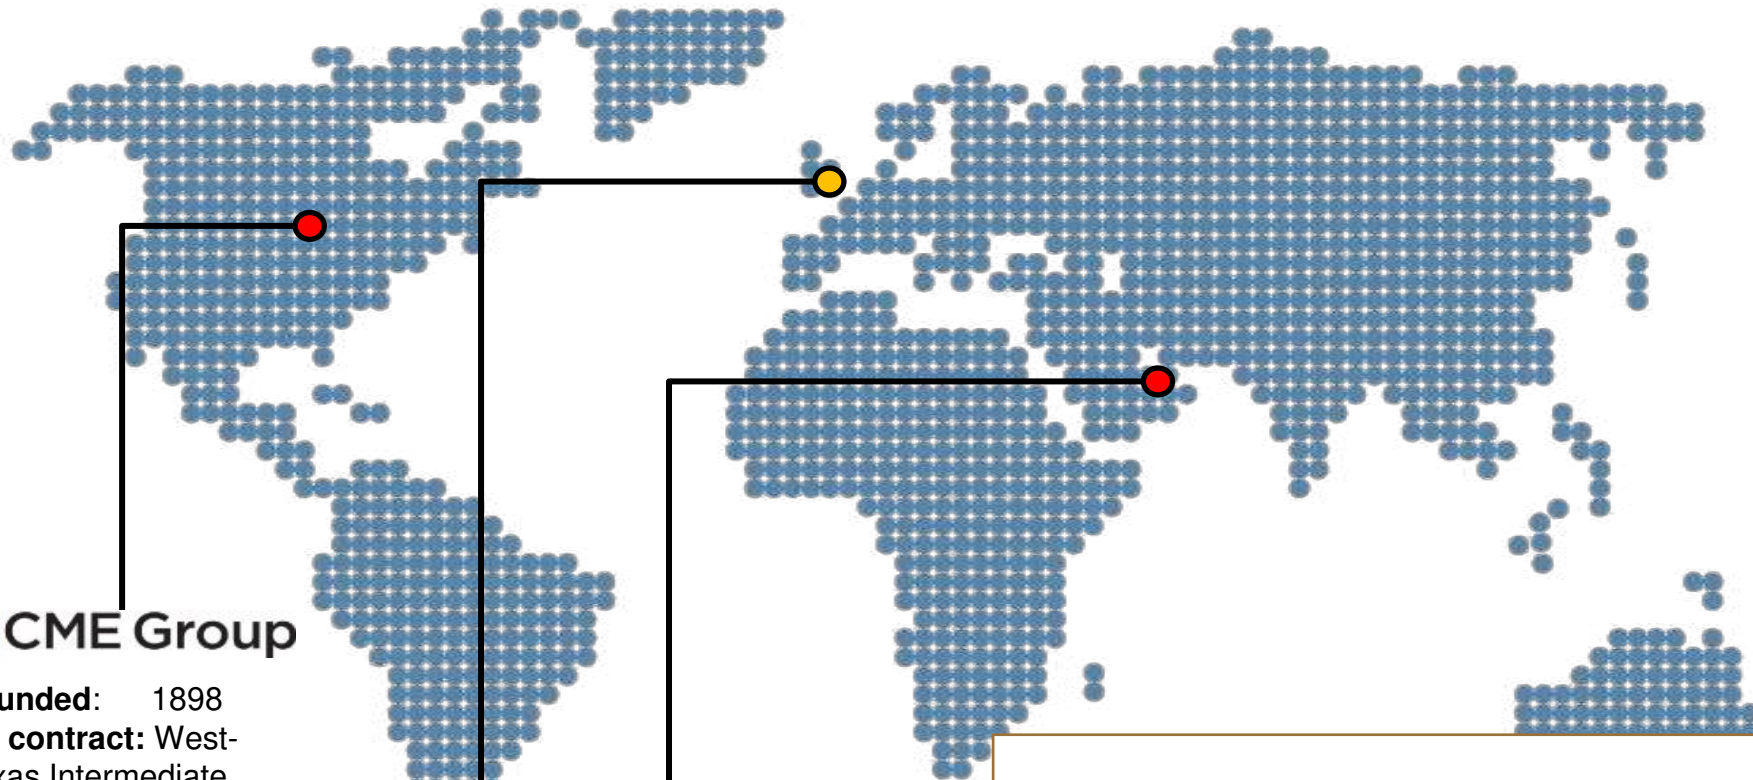 CME Group
unded: 1898
contract: West-
xas Intermediate